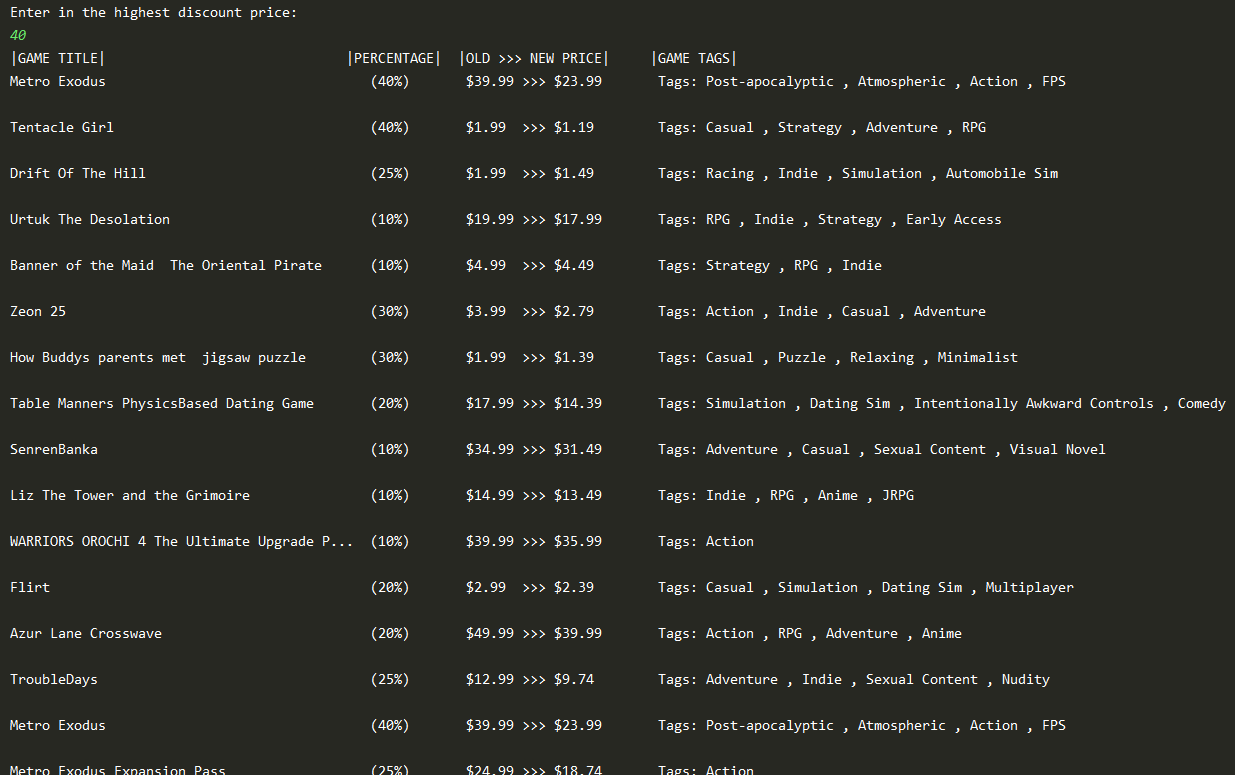 Enter in the highest discount price:
40
|GAME TITLE| |PERCENTAGE| |OLD >>> NEW PRICE| |GAME TAGS|
Metro Exodus (40%) $39.99 >>> $23.99 Tags: Post-apocalyptic , Atmospheric , Action , FPS
Tentacle Girl (40%) $1.99 >>> $1.19 Tags: Casual , Strategy , Adventure , RPG
Drift Of The Hill (25%) $1.99 >>> $1.49 Tags: Racing , Indie , Simulation , Automobile Sim
Urtuk The Desolation (10%) $19.99 >>> $17.99 Tags: RPG , Indie , Strategy , Early Access
Banner of the Maid  The Oriental Pirate (10%) $4.99 >>> $4.49 Tags: Strategy , RPG , Indie
Zeon 25 (30%) $3.99 >>> $2.79 Tags: Action , Indie , Casual , Adventure
How Buddys parents met  jigsaw puzzle (30%) $1.99 >>> $1.39 Tags: Casual , Puzzle , Relaxing , Minimalist
Table Manners PhysicsBased Dating Game (20%) $17.99 >>> $14.39 Tags: Simulation , Dating Sim , Intentionally Awkward Controls , Comedy
SenrenBanka (10%) $34.99 >>> $31.49 Tags: Adventure , Casual , Sexual Content , Visual Novel
Liz The Tower and the Grimoire (10%) $14.99 >>> $13.49 Tags: Indie , RPG , Anime , JRPG
WARRIORS OROCHI 4 The Ultimate Upgrade P... (10%) $39.99 >>> $35.99 Tags: Action
Flirt (20%) $2.99 >>> $2.39 Tags: Casual , Simulation , Dating Sim , Multiplayer
Azur Lane Crosswave (20%) $49.99 >>> $39.99 Tags: Action , RPG , Adventure , Anime
TroubleDays (25%) $12.99 >>> $9.74 Tags: Adventure , Indie , Sexual Content , Nudity
Metro Exodus (40%) $39.99 >>> $23.99 Tags: Post-apocalyptic , Atmospheric , Action , FPS
Metro Exodus Expansion Pass (25%) $24.99 >>> $18.74 Tags: Action